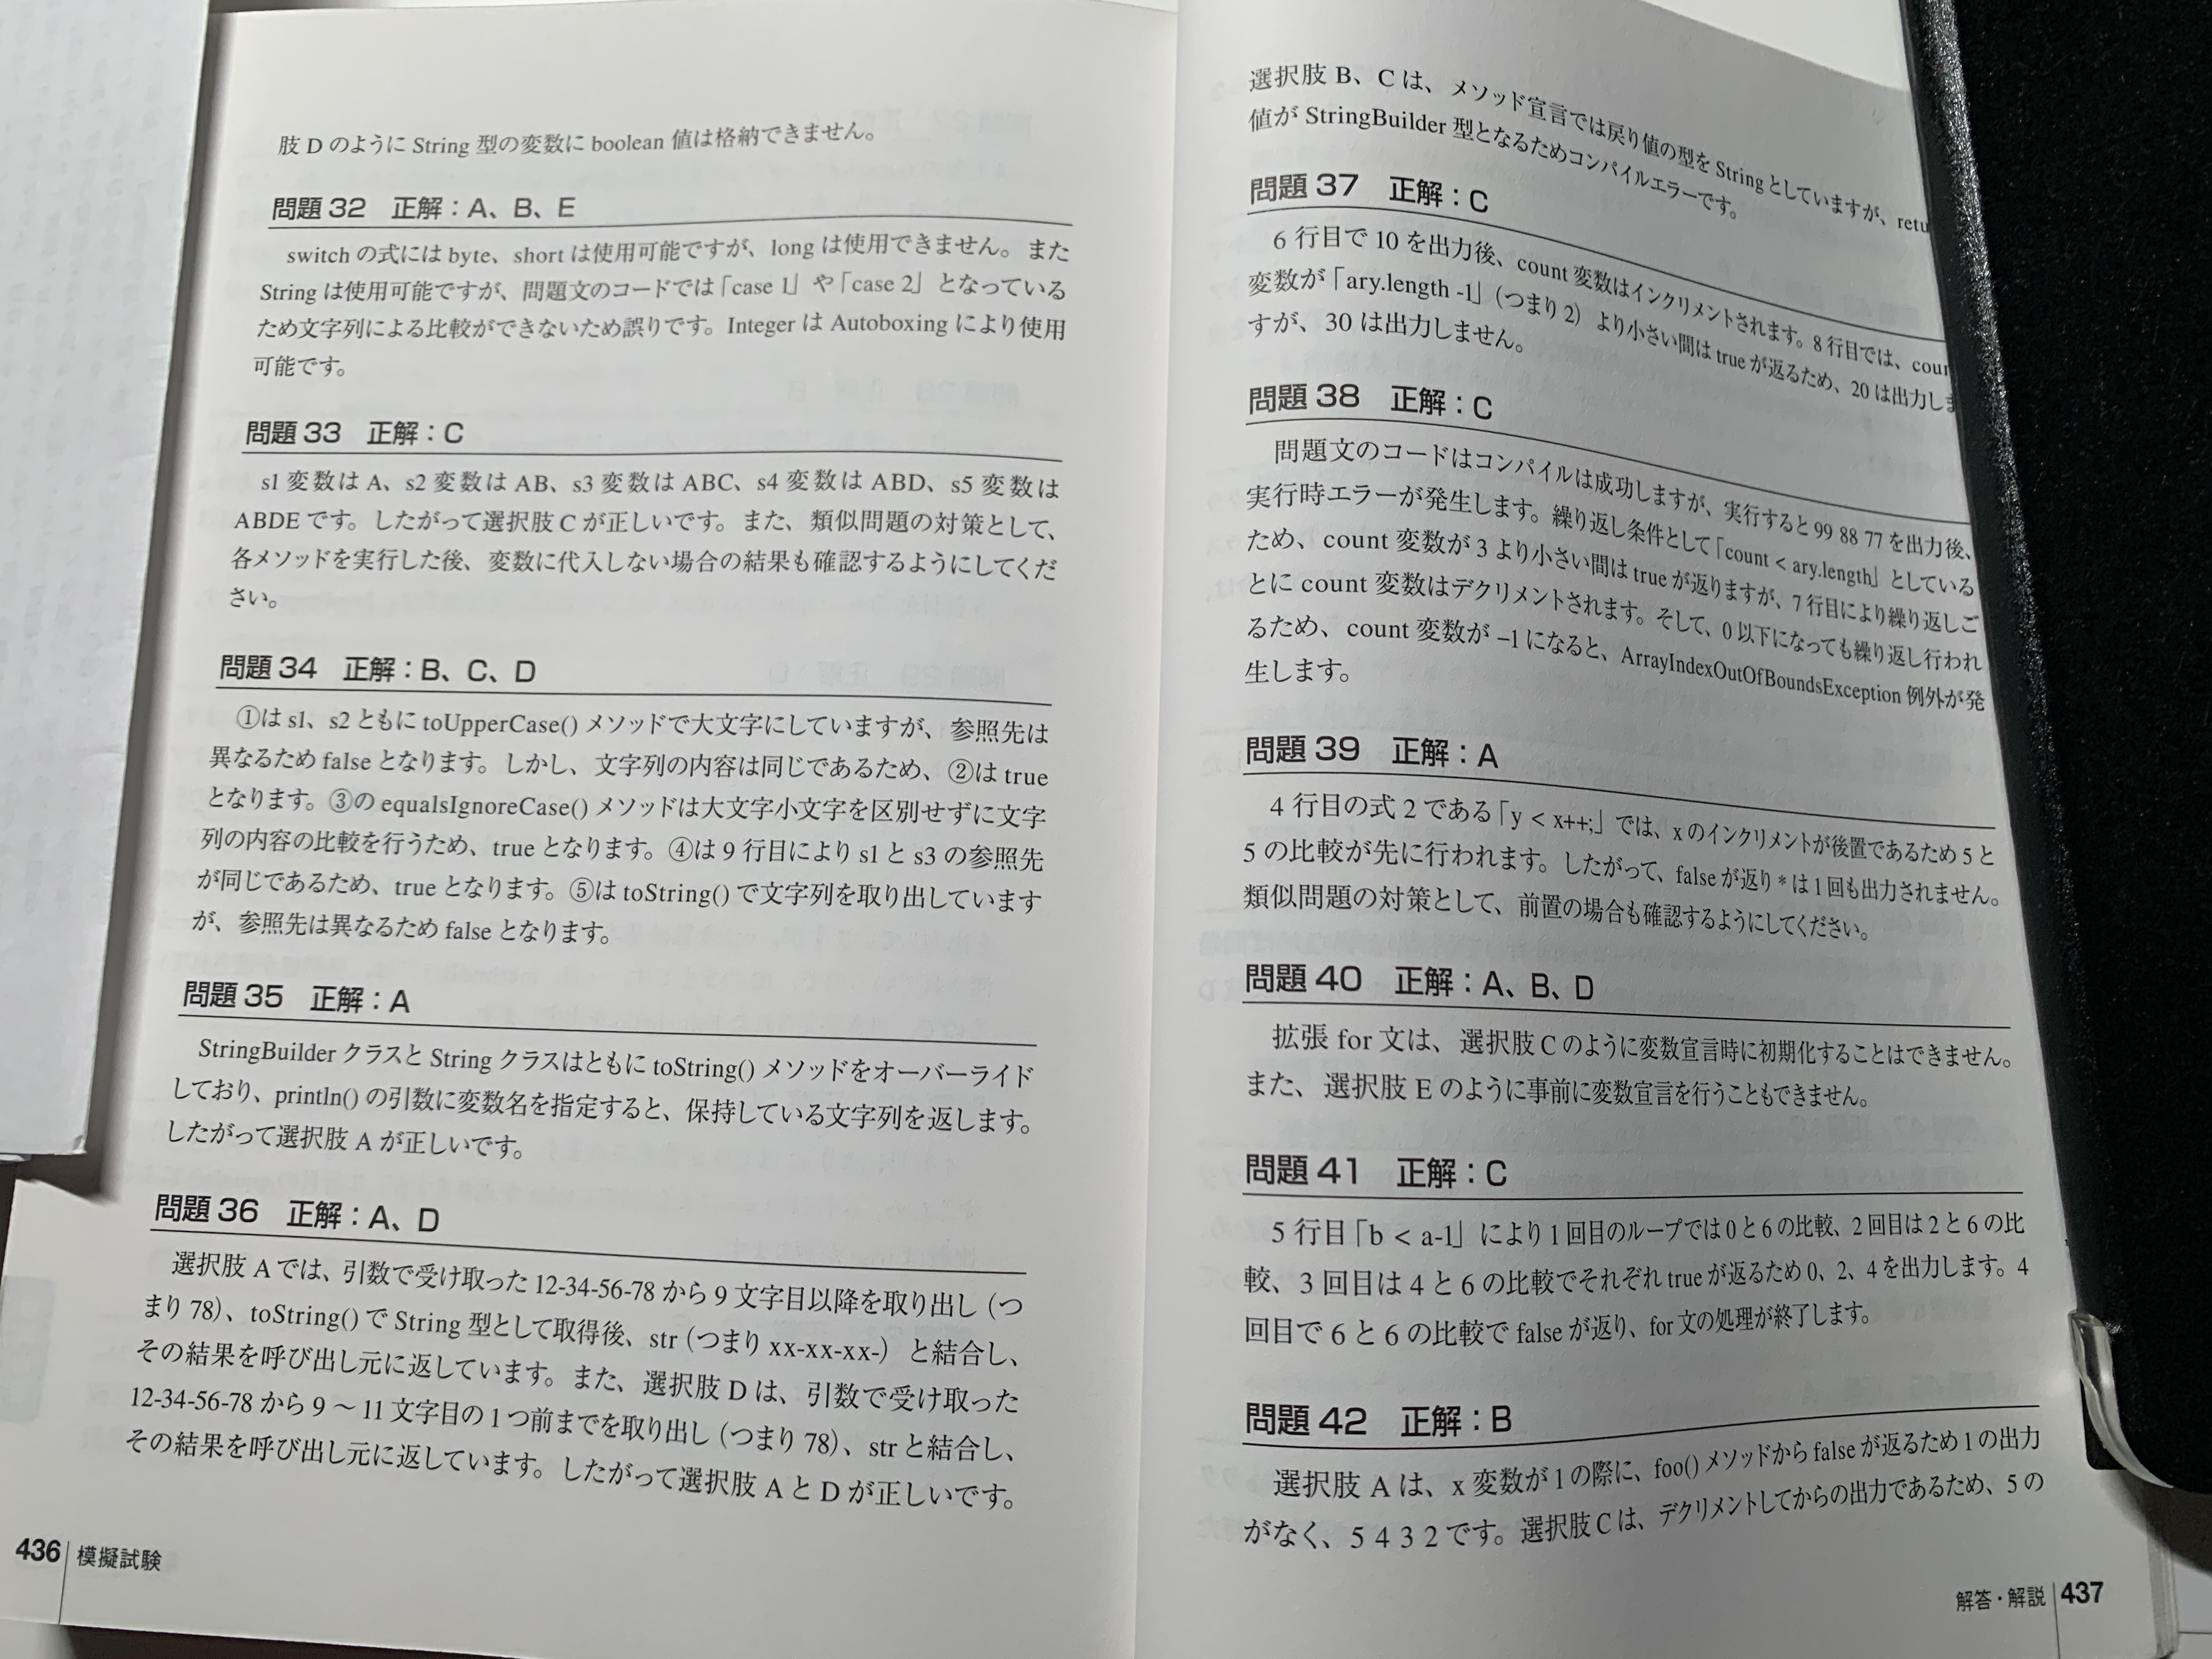 肢 D のように String 型の変数に boolean 値は格納できません。
問題 32　正解：A、B、E
switch の式には byte、short は使用可能ですが、long は使用できません。また
String は使用可能ですが、問題文のコードでは「case 1」や「case 2」となっている
ため文字列による比較ができないため誤りです。Integer は Autoboxing により使用
可能です。
問題 33　正解：C
s1 変数は A、s2 変数は AB、s3 変数は ABC、s4 変数は ABD、s5 変数は
ABDE です。したがって選択肢 C が正しいです。また、類似問題の対策として、
各メソッドを実行した後、変数に代入しない場合の結果も確認するようにしてくだ
さい。
問題 34　正解：B、C、D
①は s1、s2 ともに toUpperCase() メソッドで大文字にしていますが、参照先は
異なるため false となります。しかし、文字列の内容は同じであるため、②は true
となります。③の equalsIgnoreCase() メソッドは大文字小文字を区別せずに文字
列の内容の比較を行うため、true となります。④は 9 行目により s1 と s3 の参照先
が同じであるため、true となります。⑤は toString() で文字列を取り出しています
が、参照先は異なるため false となります。
問題 35　正解：A
StringBuilder クラスと String クラスはともに toString() メソッドをオーバーライド
しており、println() の引数に変数名を指定すると、保持している文字列を返します。
したがって選択肢 A が正しいです。
問題 36　正解：A、D
選択肢 A では、引数で受け取った 12-34-56-78 から 9 文字目以降を取り出し（つ
まり 78）、toString() で String 型として取得後、str（つまり xx-xx-xx-）と結合し、
その結果を呼び出し元に返しています。また、選択肢 D は、引数で受け取った
12-34-56-78 から 9 ～ 11 文字目の 1 つ前までを取り出し（つまり 78）、str と結合し、
その結果を呼び出し元に返しています。したがって選択肢 A と D が正しいです。
436 模擬試験
選択肢 B、C は、メソッド宣言では戻り値の型を String としていますが、retu
値が StringBuilder 型となるためコンパイルエラーです。
問題 37　正解：C
6 行目で 10 を出力後、count 変数はインクリメントされます。8 行目では、coun
変数が「ary.length -1」（つまり 2）より小さい間は true が返るため、20 は出力しま
すが、30 は出力しません。
問題 38　正解：C
問題文のコードはコンパイルは成功しますが、実行すると 99 88 77 を出力後、
実行時エラーが発生します。繰り返し条件として「count < ary.length」としている
ため、count 変数が 3 より小さい間は true が返りますが、7 行目により繰り返しご
とに count 変数はデクリメントされます。そして、0 以下になっても繰り返し行われ
るため、count 変数が –1 になると、ArrayIndexOutOfBoundsException 例外が発
生します。
問題 39　正解：A
4 行目の式 2 である「y < x++;」では、x のインクリメントが後置であるため 5 と
5 の比較が先に行われます。したがって、false が返り * は 1 回も出力されません。
類似問題の対策として、前置の場合も確認するようにしてください。
問題 40　正解：A、B、D
拡張 for 文は、選択肢 C のように変数宣言時に初期化することはできません。
また、選択肢 E のように事前に変数宣言を行うこともできません。
問題 41　正解：C
5 行目「b < a-1」により 1 回目のループでは 0 と 6 の比較、2 回目は 2 と 6 の比
較、3 回目は 4 と 6 の比較でそれぞれ true が返るため 0、2、4 を出力します。4
回目で 6 と 6 の比較で false が返り、for 文の処理が終了します。
問題 42　正解：B
選択肢 A は、x 変数が 1 の際に、foo() メソッドから false が返るため 1 の出力
がなく、5 4 3 2 です。選択肢 C は、デクリメントしてからの出力であるため、5 の
解答・解説 437